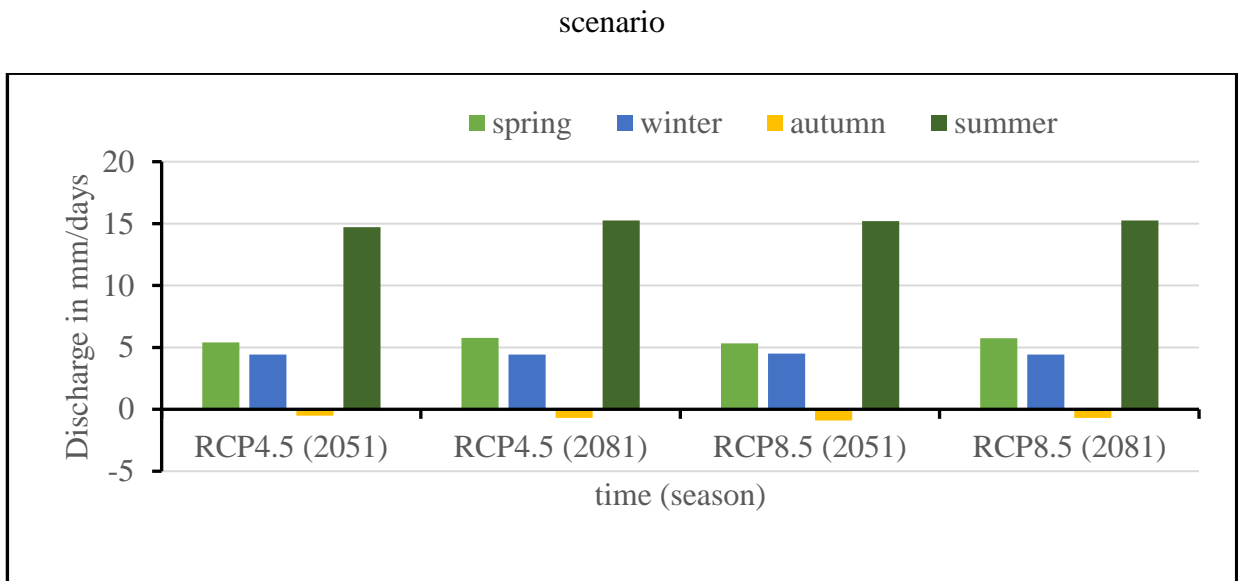 scenario
spring winter autumn summer
20
15
10
5
0
-5
Discharge in mm/days
RCP4.5 (2051) RCP4.5 (2081) RCP8.5 (2051) RCP8.5 (2081)
time (season)